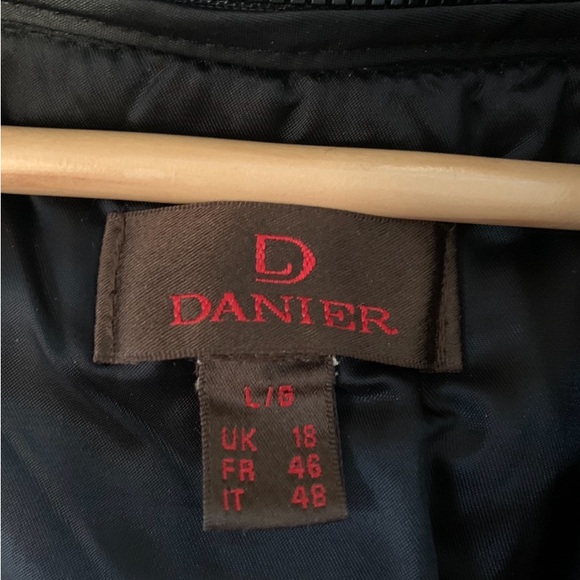 D
DANIER
L/G
UK 18
FR 46
IT 48